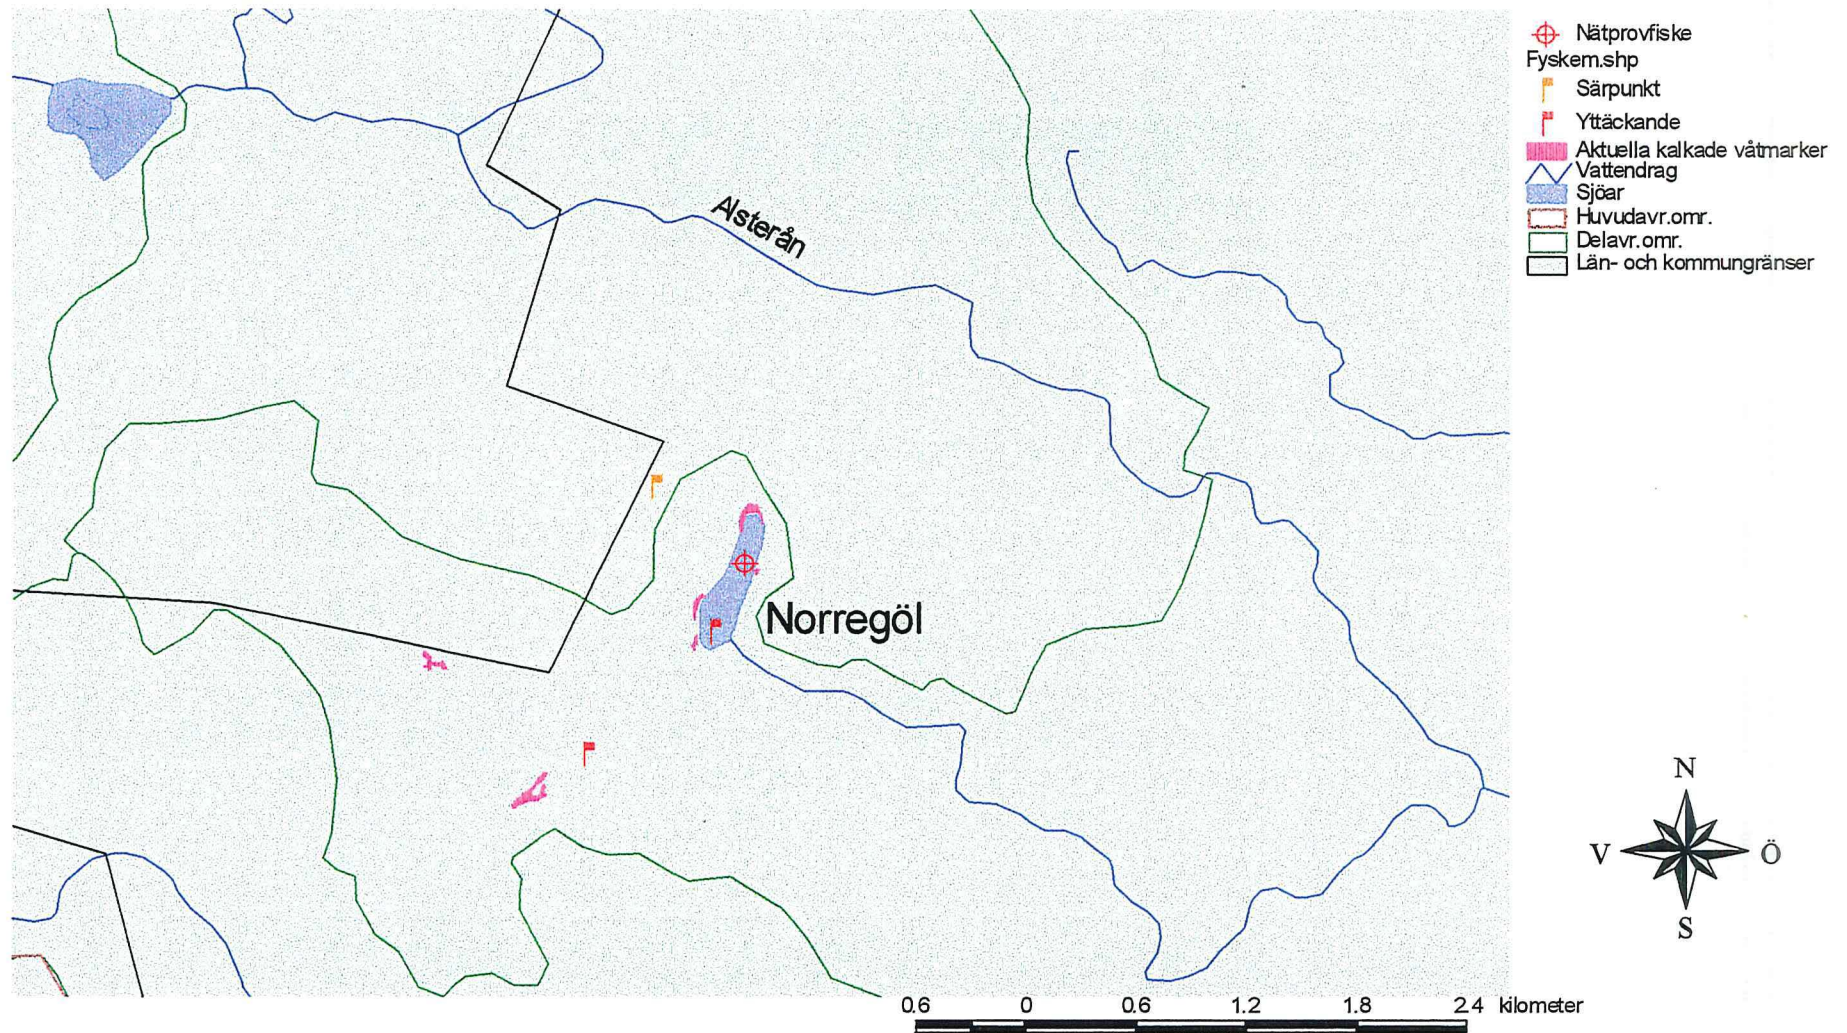 Nätprovfiske
Fyskem.shp
Särpunkt
Yttäckande
Aktuella kalkade våtmarker
Vattendrag
Sjöar
Huvudavr.omr.
Delavr.omr.
Län- och kommungränser
Alsterån
Norregöl
N
V Ö
S
0.6 0 0.6 1.2 1.8 2.4 kilometer